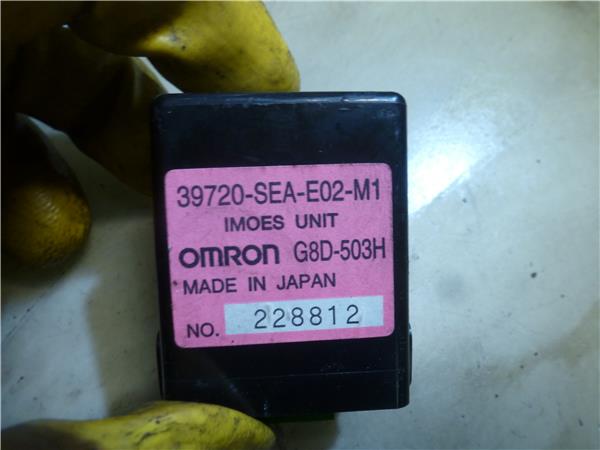 39720-SEA-E02-M1
IMOES UNIT
OMRON G8D-503H
MADE IN JAPAN
NO. 228812